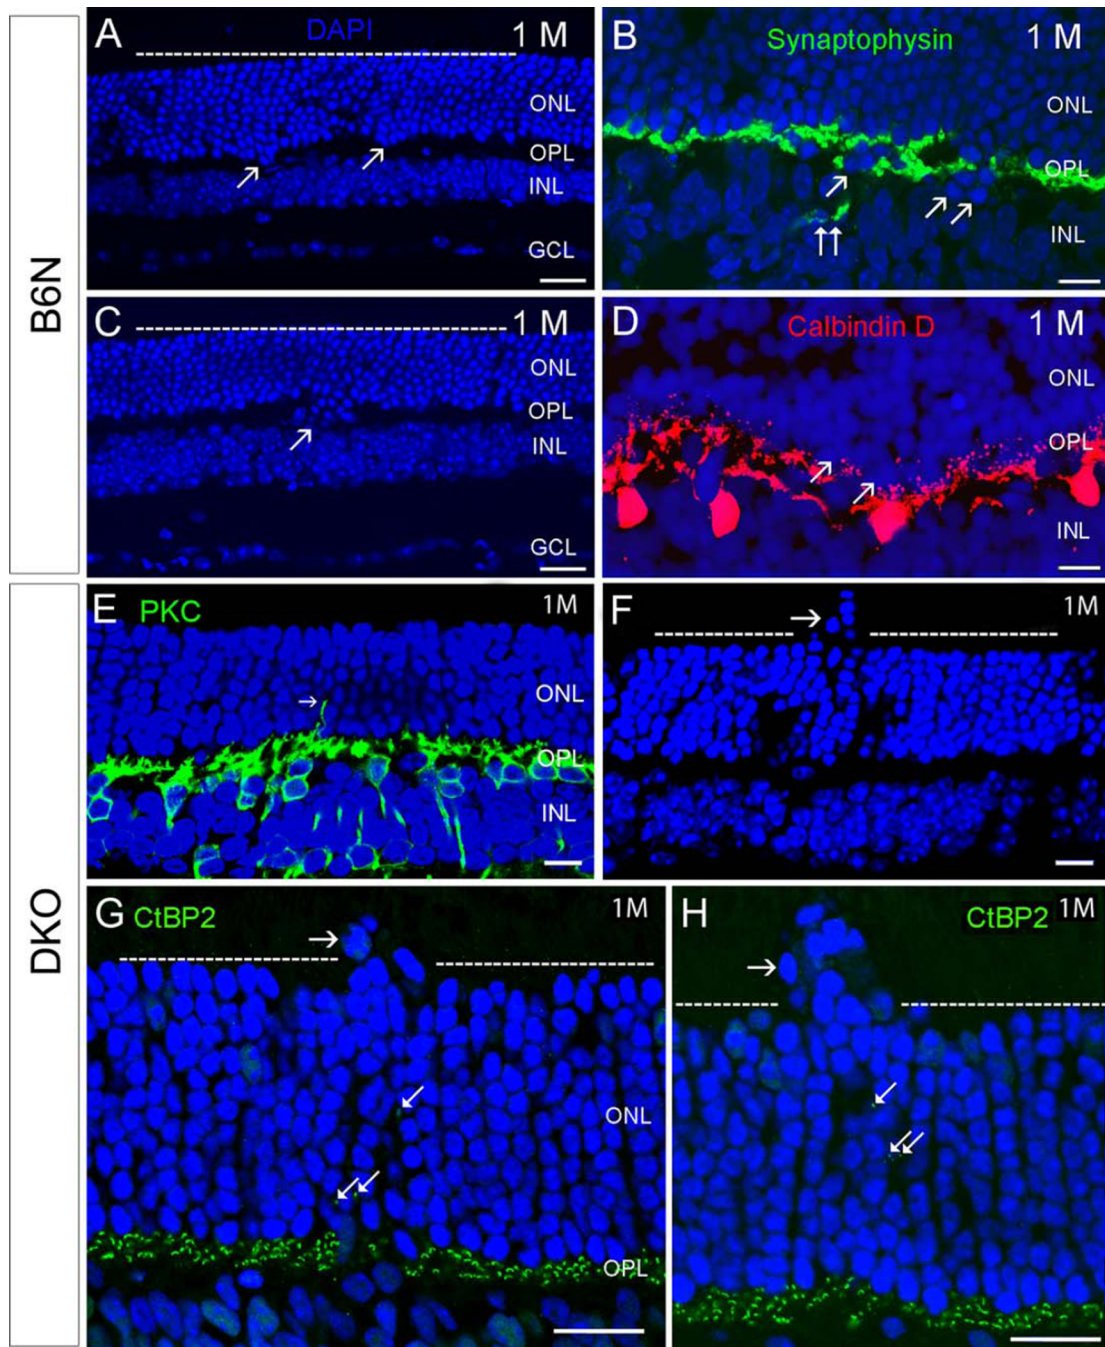 B6N
A
DAPI
1 M
ONL
OPL
INL
GCL
B
Synaptophysin
1 M
ONL
OPL
INL
C
1 M
ONL
OPL
INL
GCL
D
Calbindin D
1 M
ONL
OPL
INL
DKO
E
PKC
1M
ONL
OPL
INL
F
1M
G
CtBP2
1M
ONL
OPL
H
CtBP2
1M